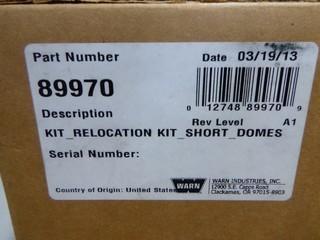 Part Number
Date 03/19/13
89970
0 12748 89970 9
Description
Rev Level A1
KIT_RELOCATION KIT_SHORT_DOMES
Serial Number:
Country of Origin: United States
WARN
WARN INDUSTRIES, INC.
12900 S.E. Capps Road
Clackamas, OR 97015-8903